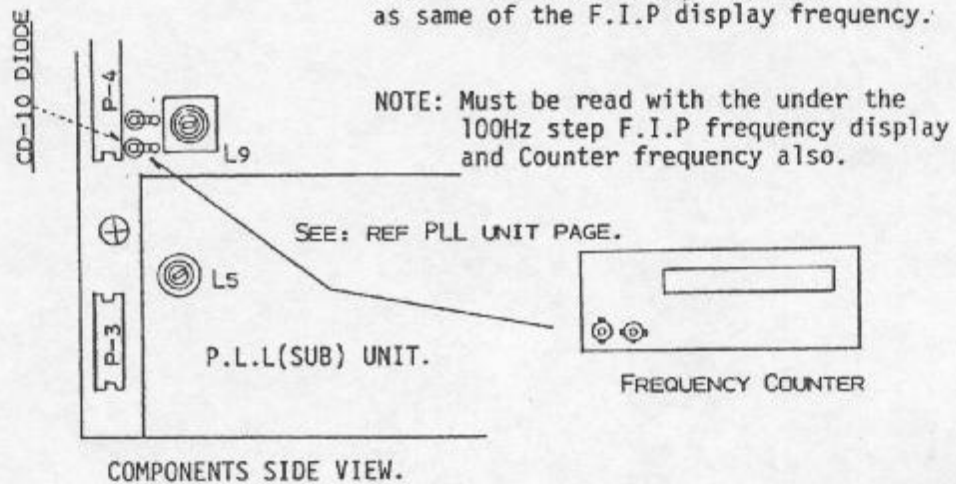 as same of the F.I.P display frequency.
NOTE: Must be read with the under the
100Hz step F.I.P frequency display
and Counter frequency also.
CD-10 DIODE
P-4
L9
SEE: REF PLL UNIT PAGE.
L5
P-3
P.L.L(SUB) UNIT.
FREQUENCY COUNTER
COMPONENTS SIDE VIEW.